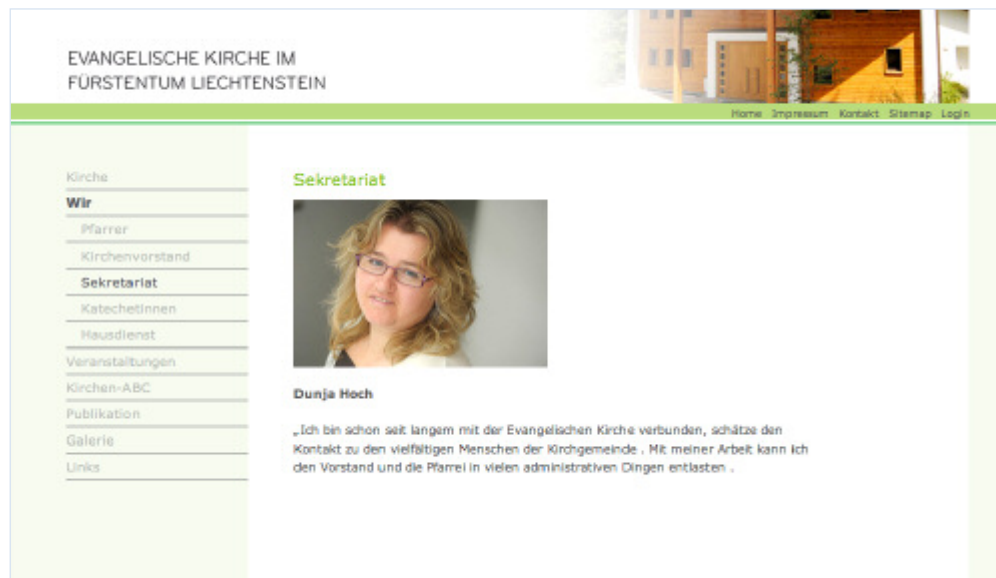 EVANGELISCHE KIRCHE IM
FÜRSTENTUM LIECHTENSTEIN
Home Impressum Kontakt Sitemap Login
Kirche
Wir
Pfarrer
Kirchenvorstand
Sekretariat
KatechetInnen
Hausdienst
Veranstaltungen
Kirchen-ABC
Publikation
Galerie
Links
Sekretariat
Dunja Hoch
„Ich bin schon seit langem mit der Evangelischen Kirche verbunden, schätze den
Kontakt zu den vielfältigen Menschen der Kirchgemeinde . Mit meiner Arbeit kann ich
den Vorstand und die Pfarrei in vielen administrativen Dingen entlasten .